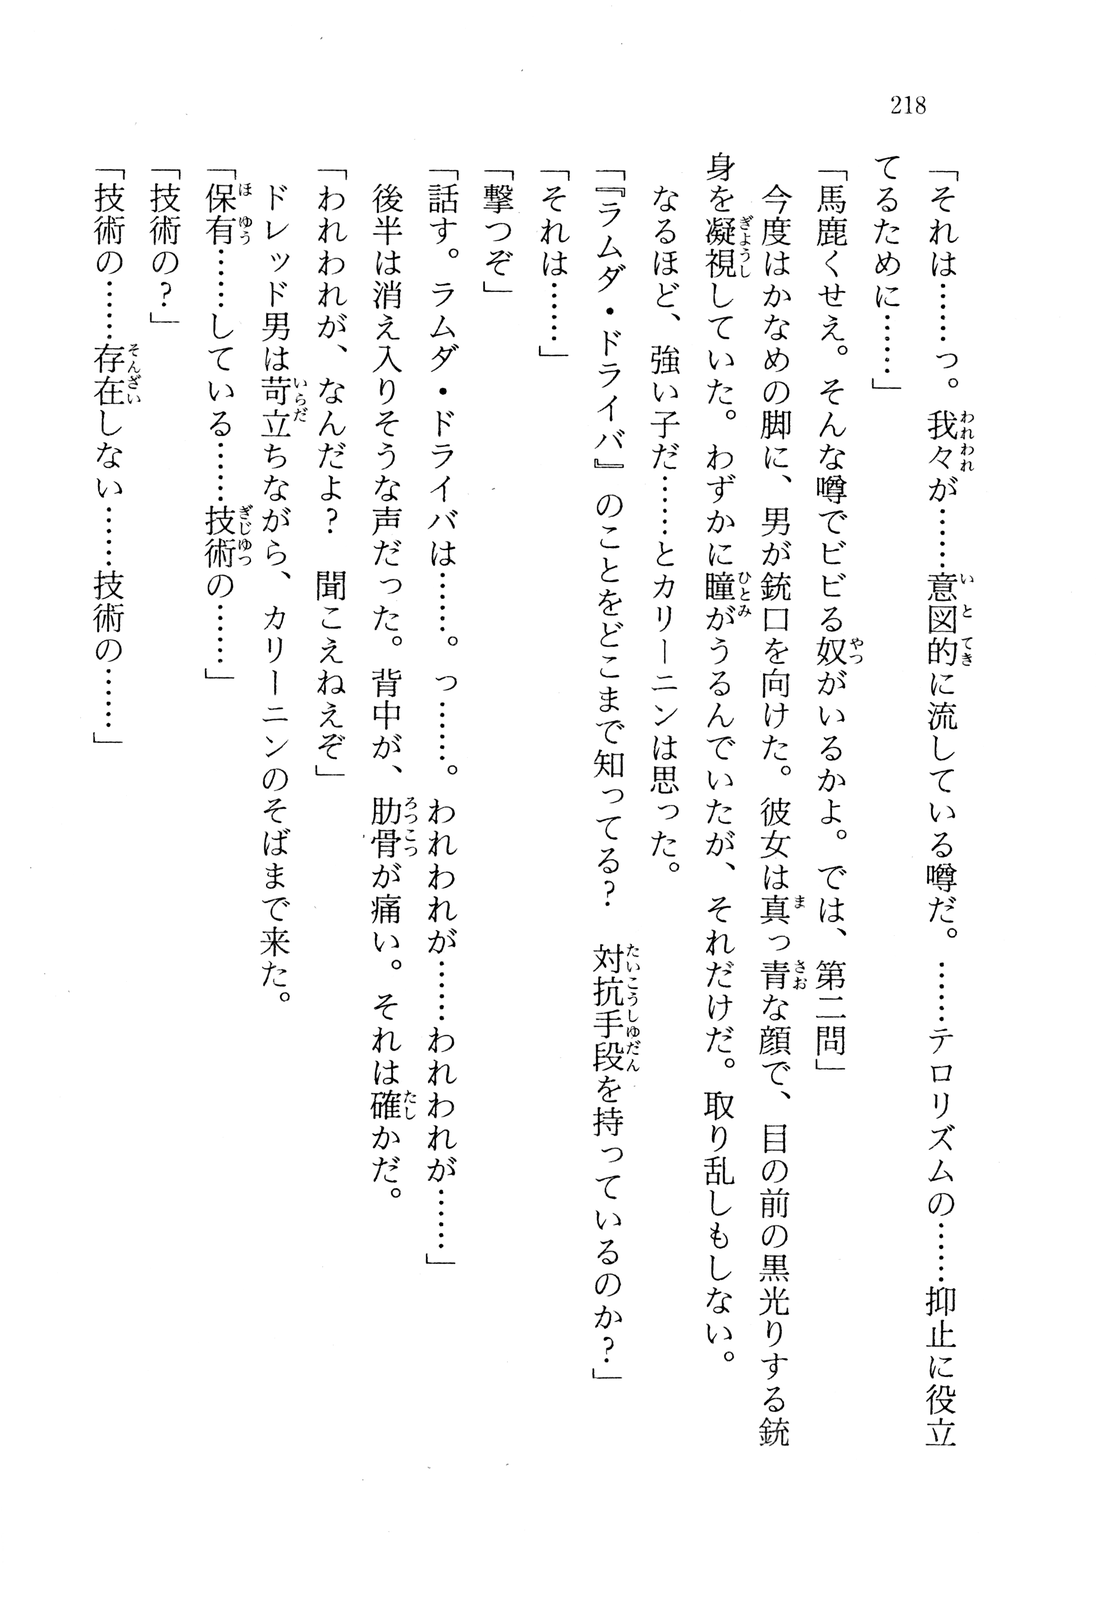 218
「それは……っ。我々が……意図的に流している噂だ。……テロリズムの……抑止に役立
てるために……」
「馬鹿くせえ。そんな噂でビビる奴がいるかよ。では、第二問」
　今度はかなめの脚に、男が銃口を向けた。彼女は真っ青な顔で、目の前の黒光りする銃
身を凝視していた。わずかに瞳がうるんでいたが、それだけだ。取り乱しもしない。
　なるほど、強い子だ……とカリーニンは思った。
「『ラムダ・ドライバ』のことをどこまで知ってる？　対抗手段を持っているのか？」
「それは……」
「撃つぞ」
「話す。ラムダ・ドライバは……。っ……。われわれが……われわれが……」
　後半は消え入りそうな声だった。背中が、肋骨が痛い。それは確かだ。
「われわれが、なんだよ？　聞こえねえぞ」
　ドレッド男は苛立ちながら、カリーニンのそばまで来た。
「保有……している……技術の……」
「技術の？」
「技術の……存在しない……技術の……」